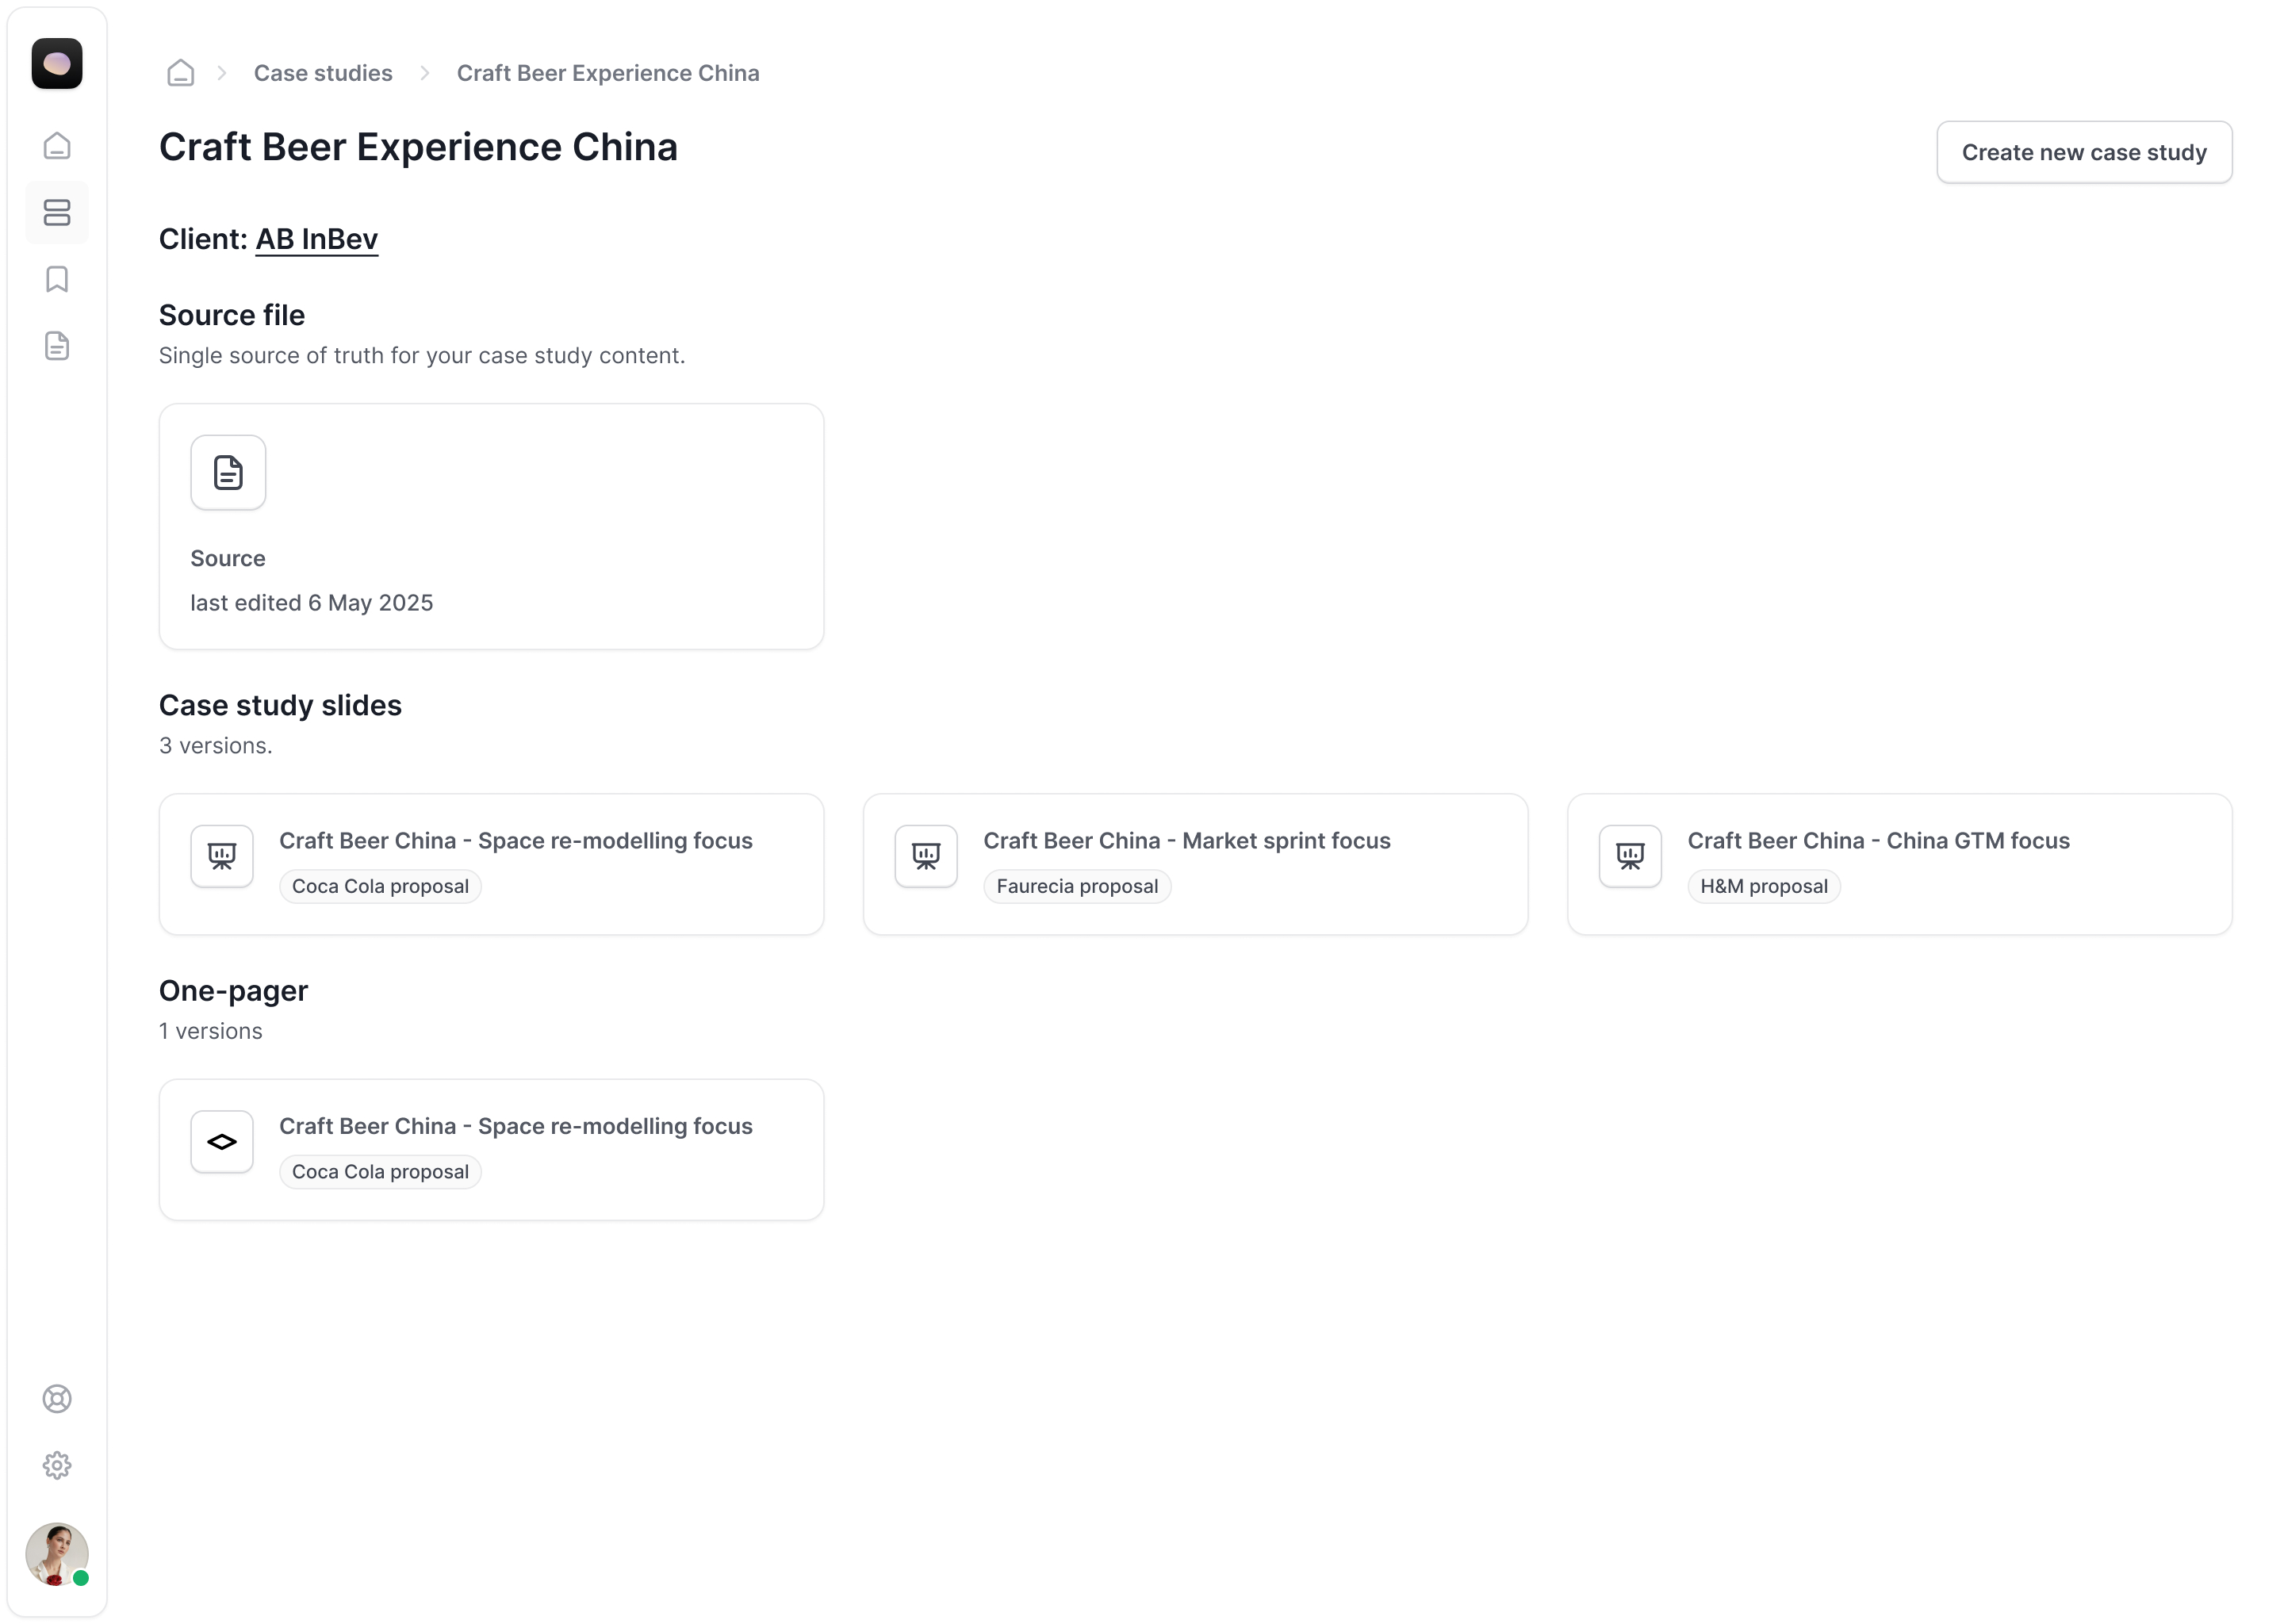 Case studies
Craft Beer Experience China
Craft Beer Experience China
Create new case study
Client: AB InBev
Source file
Single source of truth for your case study content.
Source
last edited 6 May 2025
Case study slides
3 versions.
Craft Beer China - Space re-modelling focus
Coca Cola proposal
Craft Beer China - Market sprint focus
Faurecia proposal
Craft Beer China - China GTM focus
H&M proposal
One-pager
1 versions
Craft Beer China - Space re-modelling focus
Coca Cola proposal